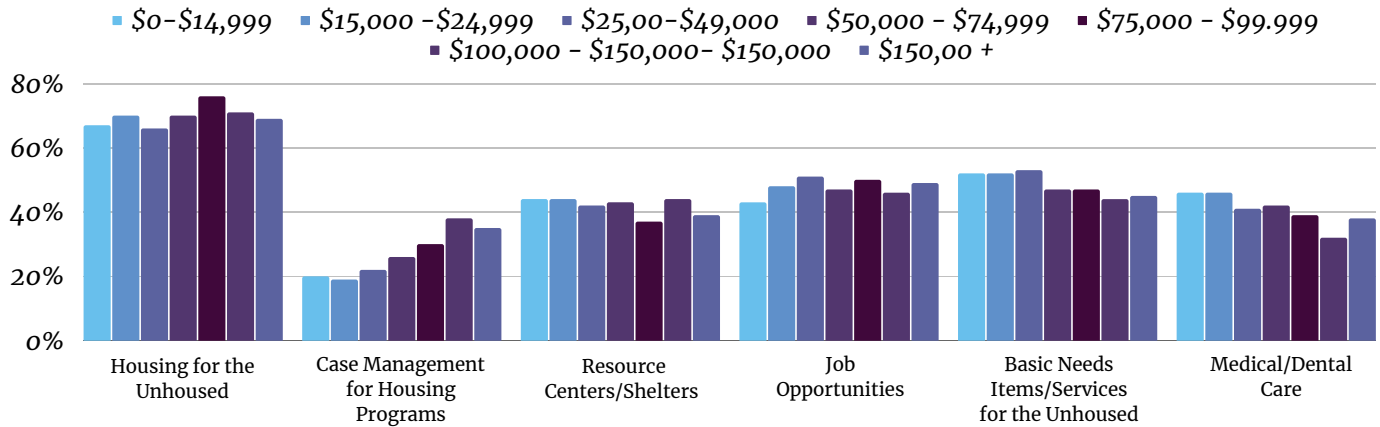 $0-$14,999 $15,000 -$24,999 $25,00-$49,000 $50,000 - $74,999 $75,000 - $99.999
$100,000 - $150,000- $150,000 $150,00 +
80%
60%
40%
20%
0%
Housing for the
Unhoused
Case Management
for Housing
Programs
Resource
Centers/Shelters
Job
Opportunities
Basic Needs
Items/Services
for the Unhoused
Medical/Dental
Care